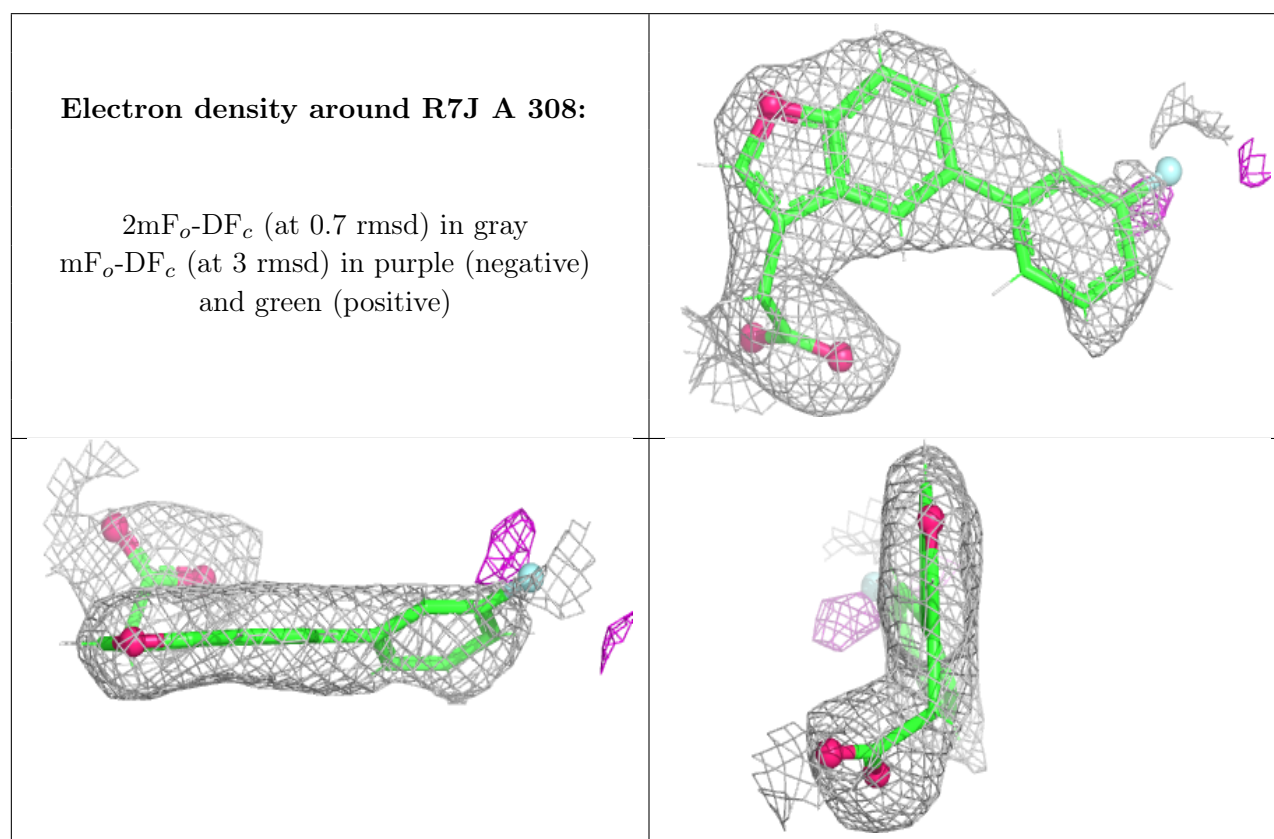 Electron density around R7J A 308:
2mFo-DFc (at 0.7 rmsd) in gray
mFo-DFc (at 3 rmsd) in purple (negative)
and green (positive)